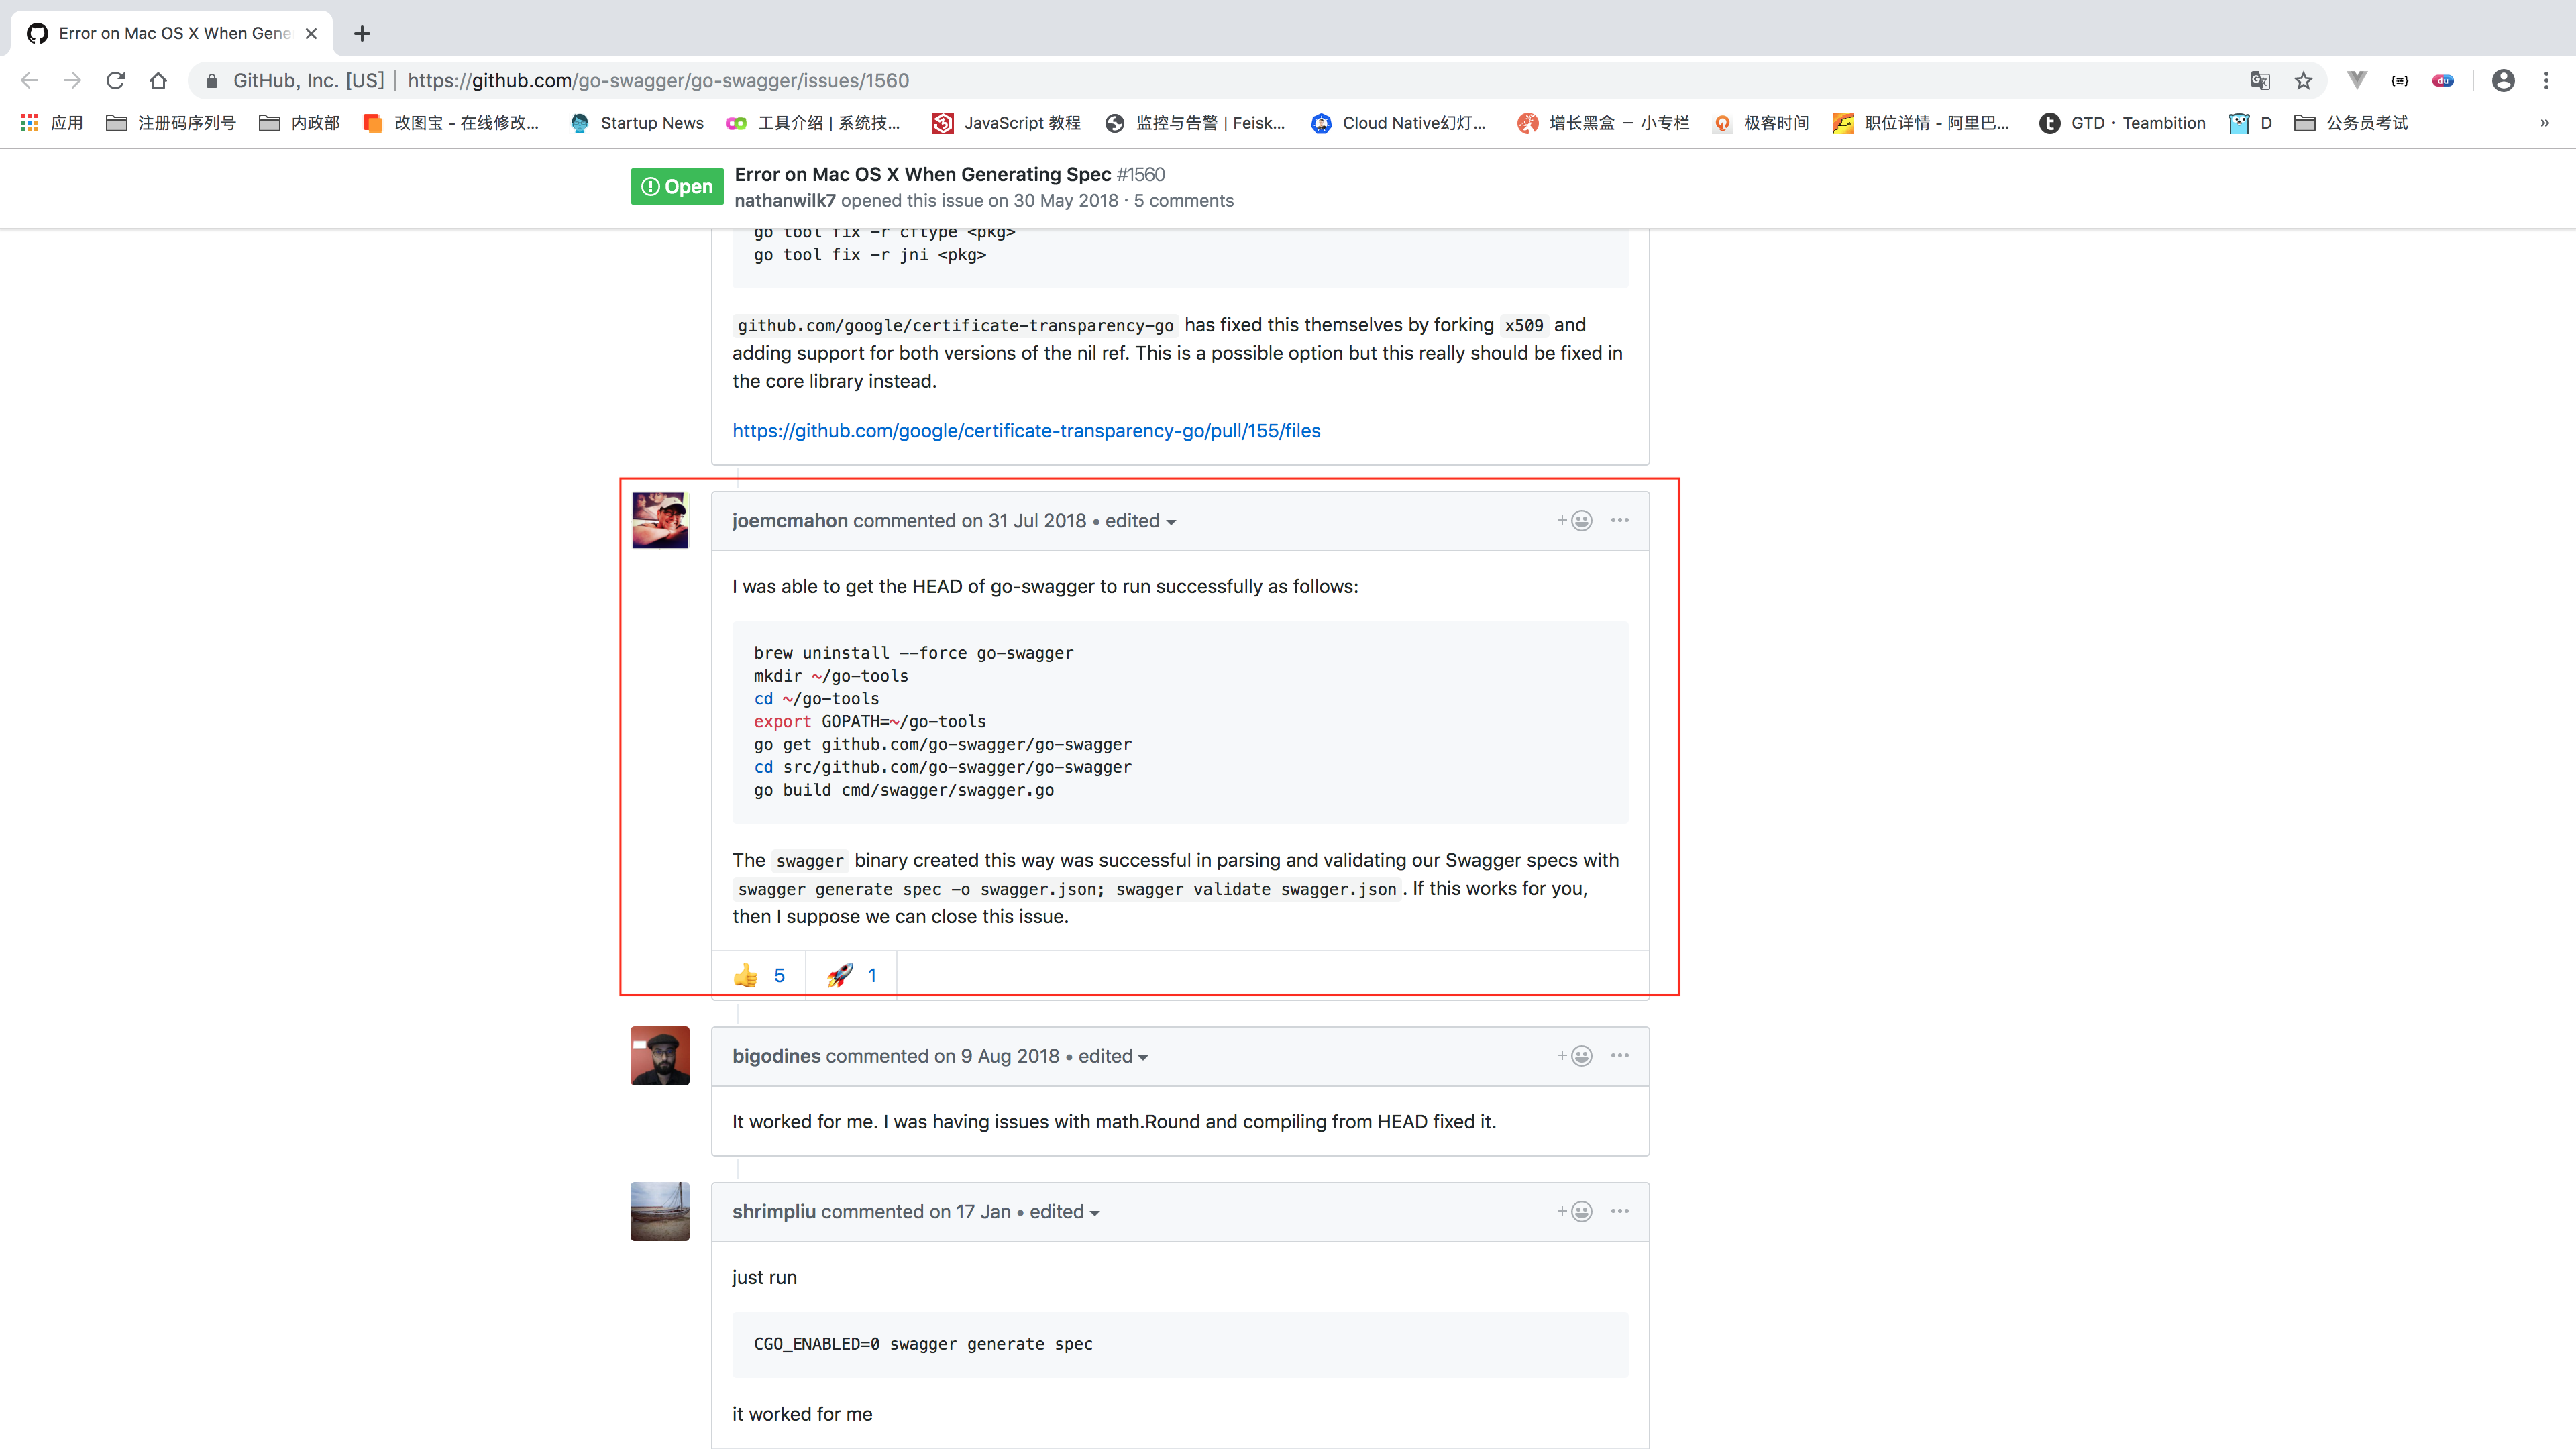 Error on Mac OS X When Gene
GitHub, Inc. [US] | https://github.com/go-swagger/go-swagger/issues/1560
应用 注册码序列号 内政部 改图宝 - 在线修改... Startup News 工具介绍 | 系统技... JavaScript 教程 监控与告警 | Feisk... Cloud Native幻灯... 增长黑盒 － 小专栏 极客时间 职位详情 - 阿里巴... GTD · Teambition D 公务员考试 »
Open
Error on Mac OS X When Generating Spec #1560
nathanwilk7 opened this issue on 30 May 2018 · 5 comments
go tool fix -r cftype <pkg>
go tool fix -r jni <pkg>
github.com/google/certificate-transparency-go has fixed this themselves by forking x509 and
adding support for both versions of the nil ref. This is a possible option but this really should be fixed in
the core library instead.
https://github.com/google/certificate-transparency-go/pull/155/files
joemcmahon commented on 31 Jul 2018 • edited
I was able to get the HEAD of go-swagger to run successfully as follows:
brew uninstall --force go-swagger
mkdir ~/go-tools
cd ~/go-tools
export GOPATH=~/go-tools
go get github.com/go-swagger/go-swagger
cd src/github.com/go-swagger/go-swagger
go build cmd/swagger/swagger.go
The swagger binary created this way was successful in parsing and validating our Swagger specs with
swagger generate spec -o swagger.json; swagger validate swagger.json. If this works for you,
then I suppose we can close this issue.
👍 5 🚀 1
bigodines commented on 9 Aug 2018 • edited
It worked for me. I was having issues with math.Round and compiling from HEAD fixed it.
shrimpliu commented on 17 Jan • edited
just run
CGO_ENABLED=0 swagger generate spec
it worked for me